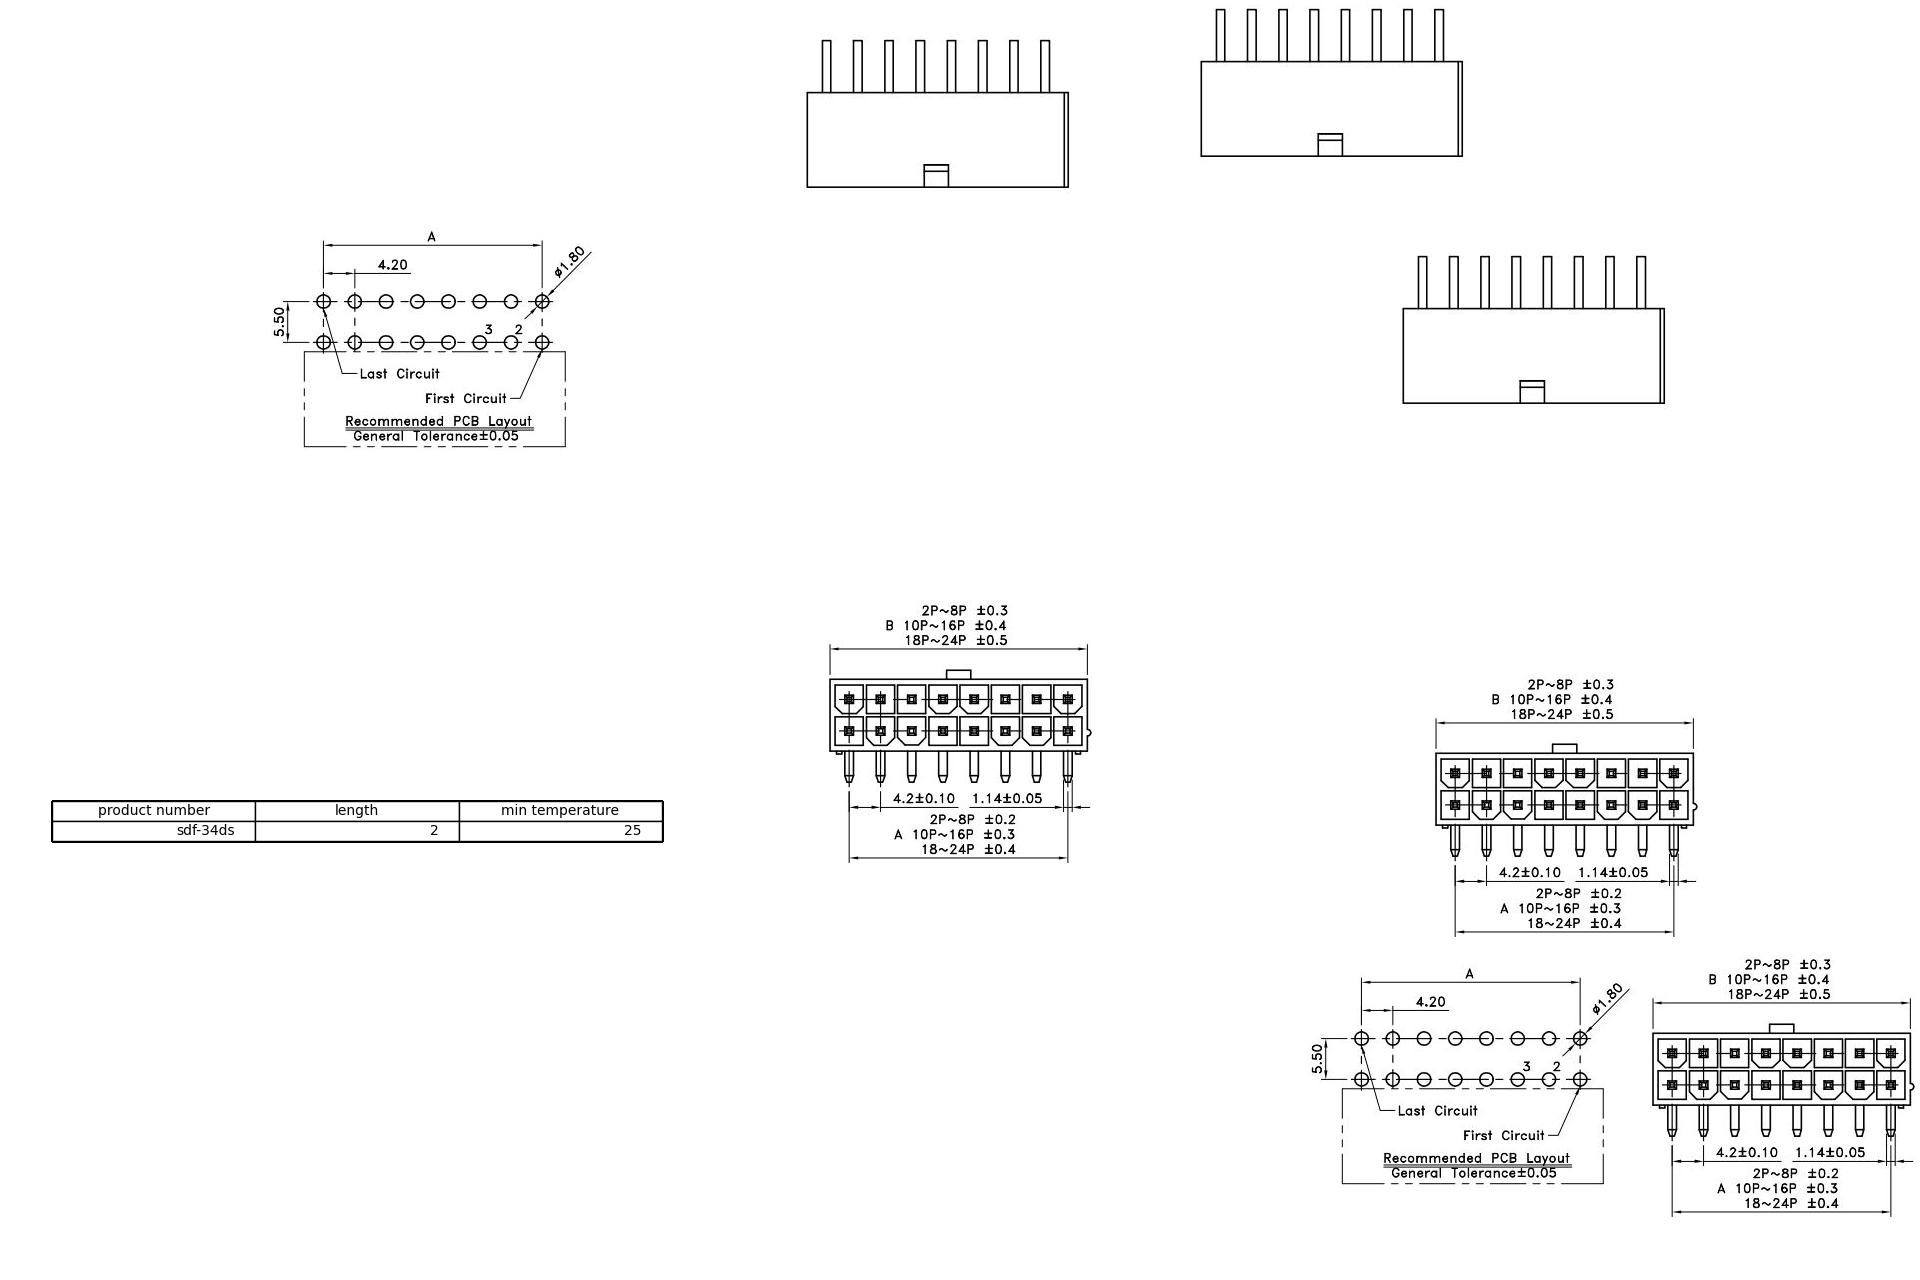 A
4.20
ø1.80
5.50
3 2
Last Circuit
First Circuit
Recommended PCB Layout
General Tolerance±0.05
2P~8P ±0.3
B 10P~16P ±0.4
18P~24P ±0.5
4.2±0.10 1.14±0.05
2P~8P ±0.2
A 10P~16P ±0.3
18~24P ±0.4
product number length min temperature
sdf-34ds 2 25
2P~8P ±0.3
B 10P~16P ±0.4
18P~24P ±0.5
4.2±0.10 1.14±0.05
2P~8P ±0.2
A 10P~16P ±0.3
18~24P ±0.4
A
4.20
ø1.80
5.50
3 2
Last Circuit
First Circuit
Recommended PCB Layout
General Tolerance±0.05
2P~8P ±0.3
B 10P~16P ±0.4
18P~24P ±0.5
4.2±0.10 1.14±0.05
2P~8P ±0.2
A 10P~16P ±0.3
18~24P ±0.4